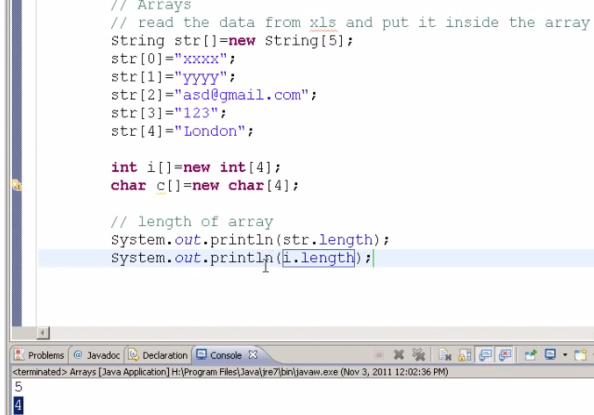 // Arrays
// read the data from xls and put it inside the array
String str[]=new String[5];
str[0]="xxxx";
str[1]="yyyy";
str[2]="asd@gmail.com";
str[3]="123";
str[4]="London";
int i[]=new int[4];
char c[]=new char[4];
// length of array
System.out.println(str.length);
System.out.println(i.length);
Problems @ Javadoc Declaration Console
<terminated> Arrays [Java Application] H:\Program Files\Java\jre7\bin\javaw.exe (Nov 3, 2011 12:02:36 PM)
5
4